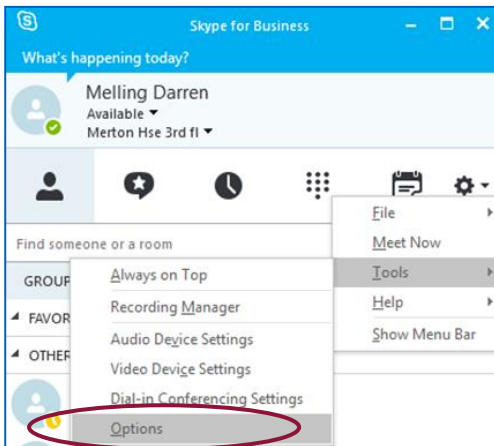 Skype for Business
What's happening today?
Melling Darren
Available
Merton Hse 3rd fl
File
Meet Now
Tools
Help
Show Menu Bar
Find someone or a room
GROUP
FAVOR
OTHER
Always on Top
Recording Manager
Audio Device Settings
Video Device Settings
Dial-in Conferencing Settings
Options